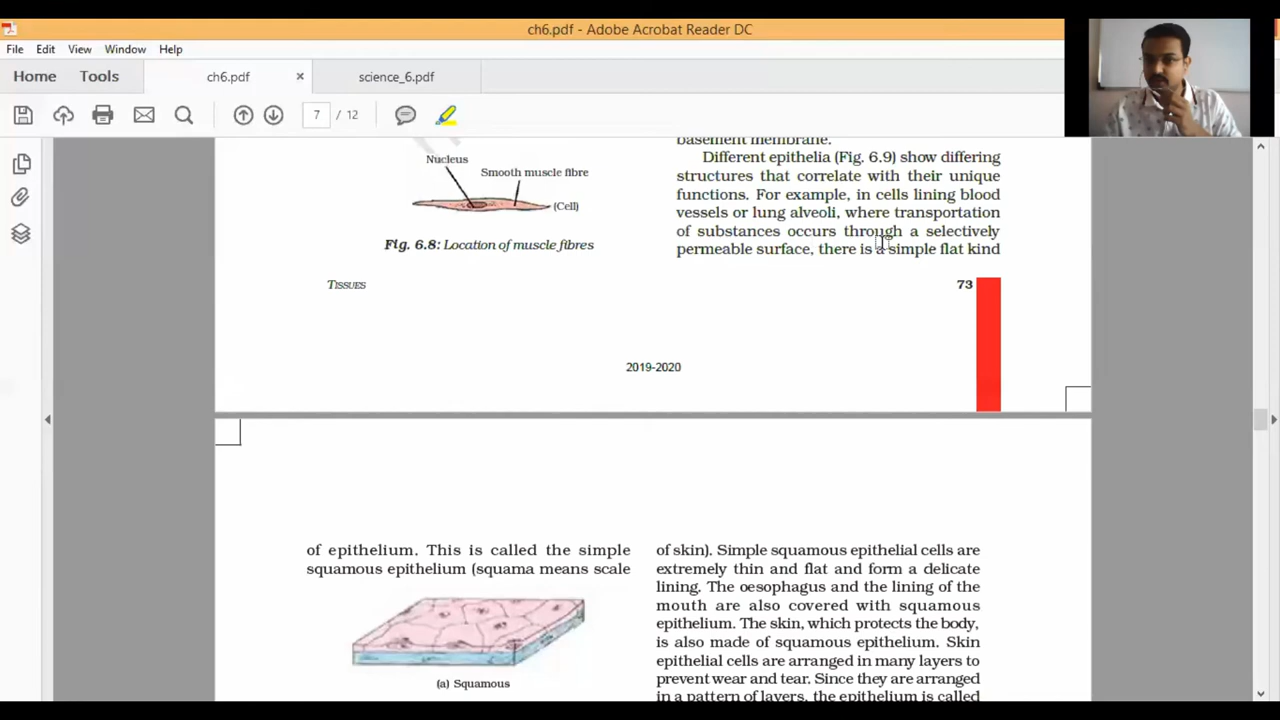 ch6.pdf - Adobe Acrobat Reader DC
File Edit View Window Help
Home Tools ch6.pdf × science_6.pdf
7 / 12
Nucleus
Smooth muscle fibre
(Cell)
Fig. 6.8: Location of muscle fibres
basement membrane.
Different epithelia (Fig. 6.9) show differing
structures that correlate with their unique
functions. For example, in cells lining blood
vessels or lung alveoli, where transportation
of substances occurs through a selectively
permeable surface, there is a simple flat kind
TISSUES
73
2019-2020
of epithelium. This is called the simple
squamous epithelium (squama means scale
(a) Squamous
of skin). Simple squamous epithelial cells are
extremely thin and flat and form a delicate
lining. The oesophagus and the lining of the
mouth are also covered with squamous
epithelium. The skin, which protects the body,
is also made of squamous epithelium. Skin
epithelial cells are arranged in many layers to
prevent wear and tear. Since they are arranged
in a pattern of layers, the epithelium is called